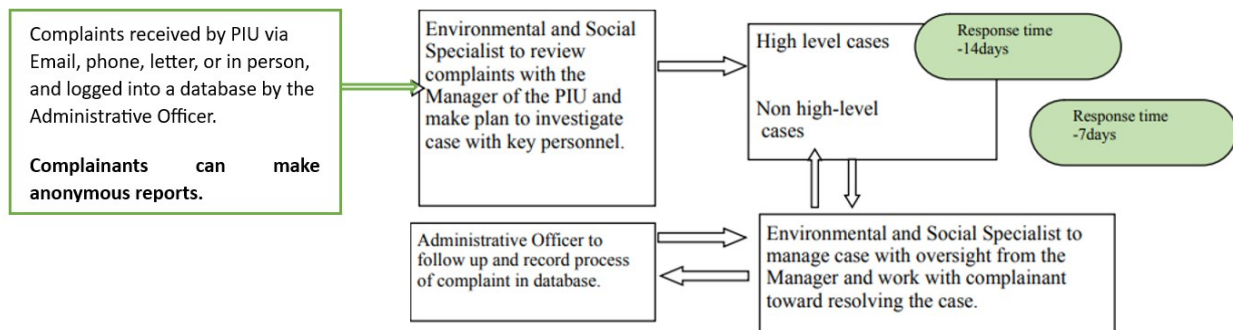 Complaints received by PIU via
Email, phone, letter, or in person,
and logged into a database by the
Administrative Officer.
Complainants can make
anonymous reports.
Environmental and Social
Specialist to review
complaints with the
Manager of the PIU and
make plan to investigate
case with key personnel.
High level cases
Non high-level
cases
Response time
-14days
Response time
-7days
Administrative Officer to
follow up and record process
of complaint in database.
Environmental and Social Specialist to
manage case with oversight from the
Manager and work with complainant
toward resolving the case.